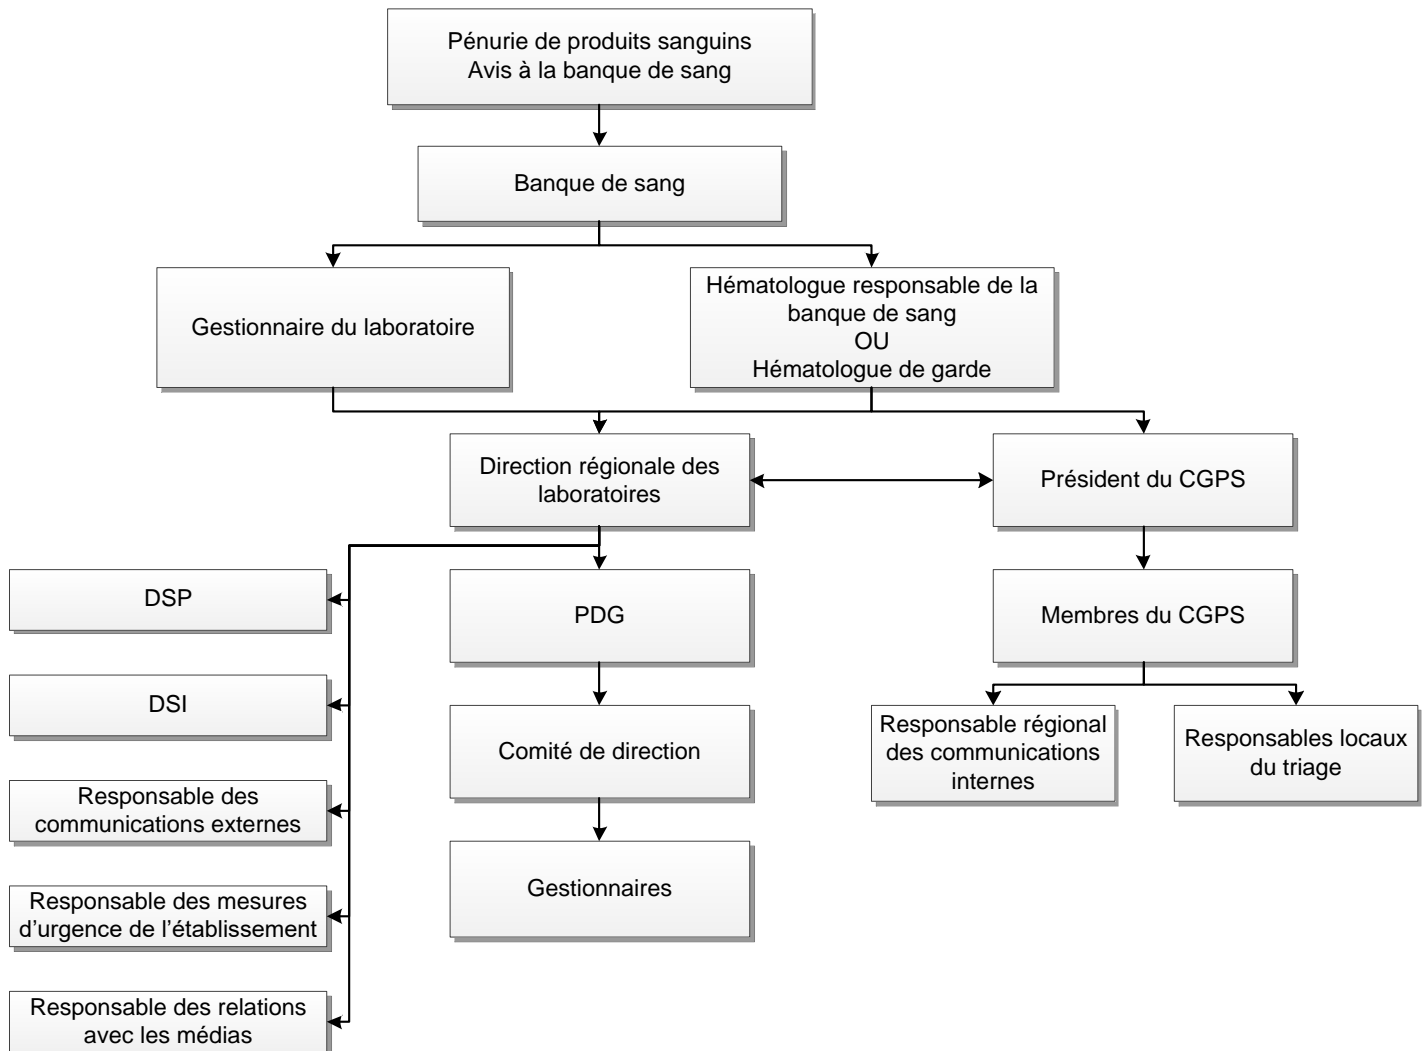 Pénurie de produits sanguins
Avis à la banque de sang
Banque de sang
Gestionnaire du laboratoire
Hématologue responsable de la
banque de sang
OU
Hématologue de garde
Direction régionale des
laboratoires
Président du CGPS
DSP
PDG
Membres du CGPS
DSI
Comité de direction
Responsable régional
des communications
internes
Responsables locaux
du triage
Responsable des
communications externes
Gestionnaires
Responsable des mesures
d’urgence de l’établissement
Responsable des relations
avec les médias